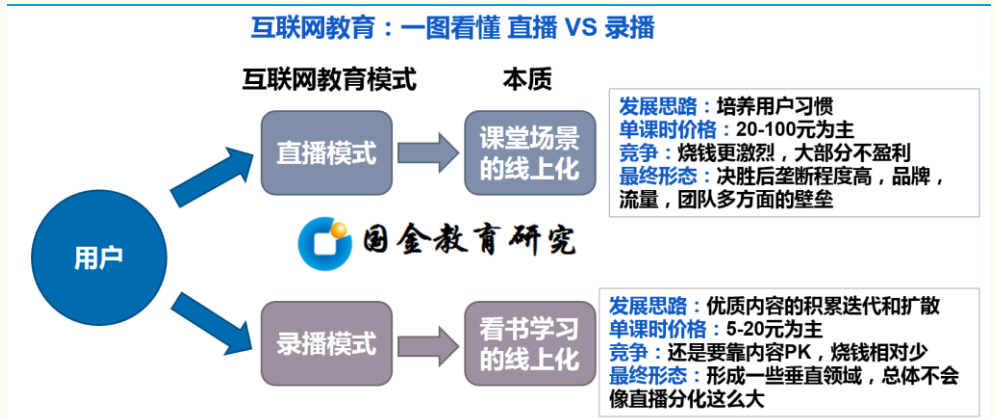 互联网教育：一图看懂 直播 VS 录播
互联网教育模式
本质
直播模式
课堂场景
的线上化
发展思路：培养用户习惯
单课时价格：20-100元为主
竞争：烧钱更激烈，大部分不盈利
最终形态：决胜后垄断程度高，品牌，
流量，团队多方面的壁垒
用户
国金教育研究
录播模式
看书学习
的线上化
发展思路：优质内容的积累迭代和扩散
单课时价格：5-20元为主
竞争：还是要靠内容PK，烧钱相对少
最终形态：形成一些垂直领域，总体不会
像直播分化这么大